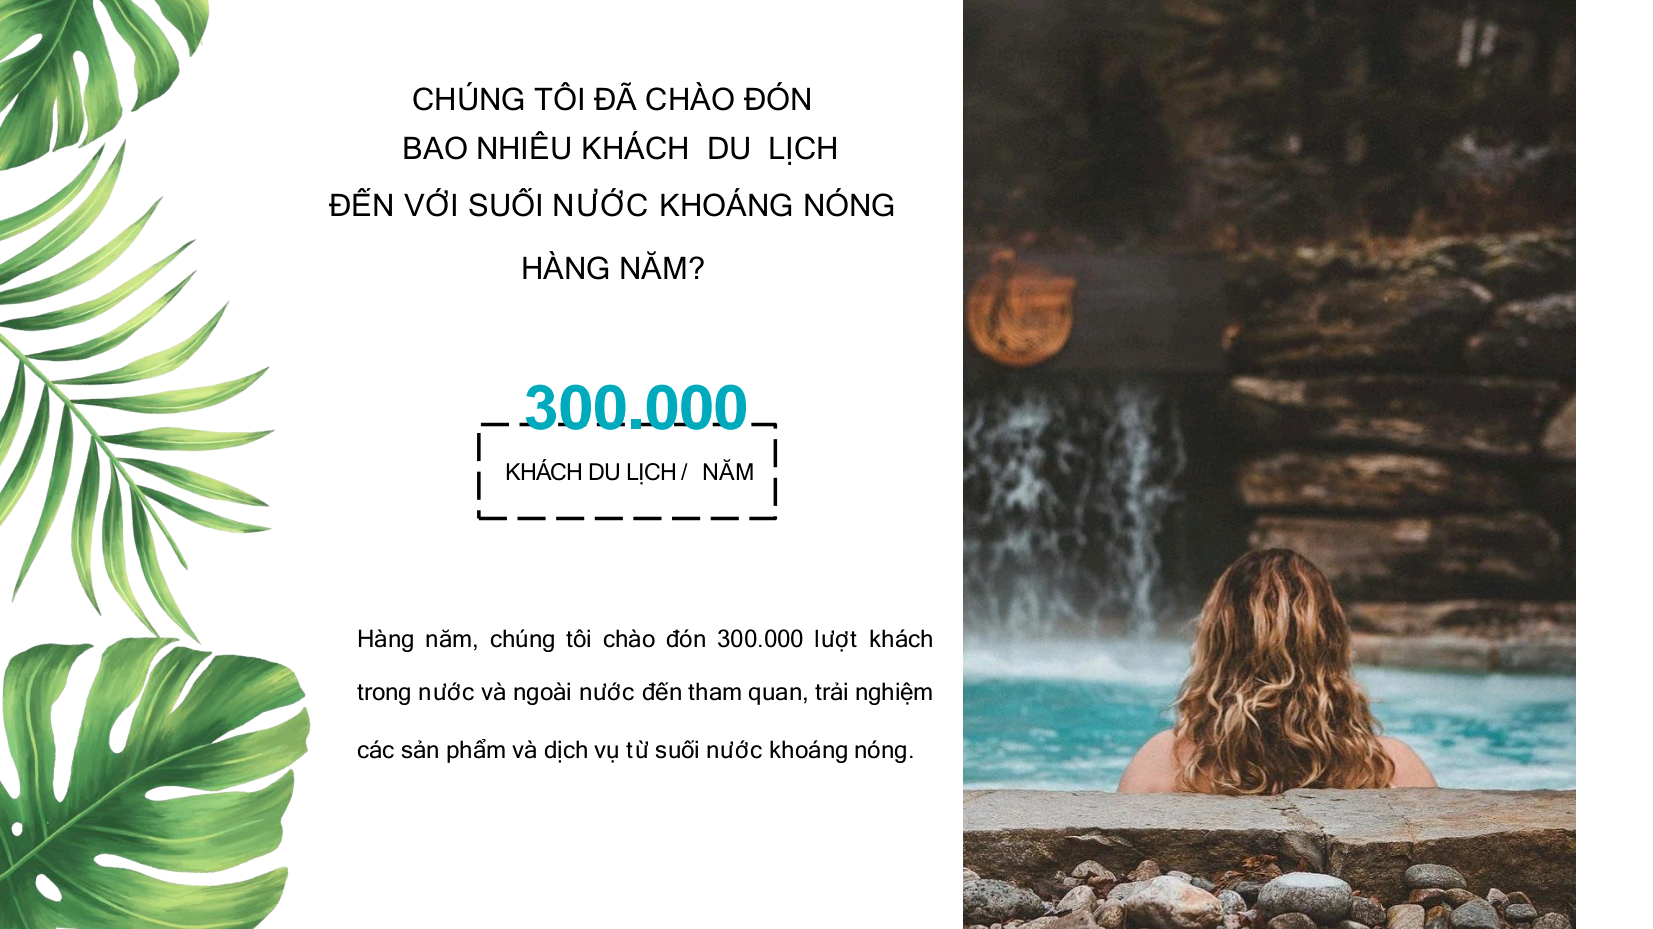 CHÚNG TÔI ĐÃ CHÀO ĐÓN
BAO NHIÊU KHÁCH DU LỊCH
ĐẾN VỚI SUỐI NƯỚC KHOÁNG NÓNG
HÀNG NĂM?
300.000
KHÁCH DU LỊCH / NĂM
Hàng năm, chúng tôi chào đón 300.000 lượt khách
trong nước và ngoài nước đến tham quan, trải nghiệm
các sản phẩm và dịch vụ từ suối nước khoáng nóng.